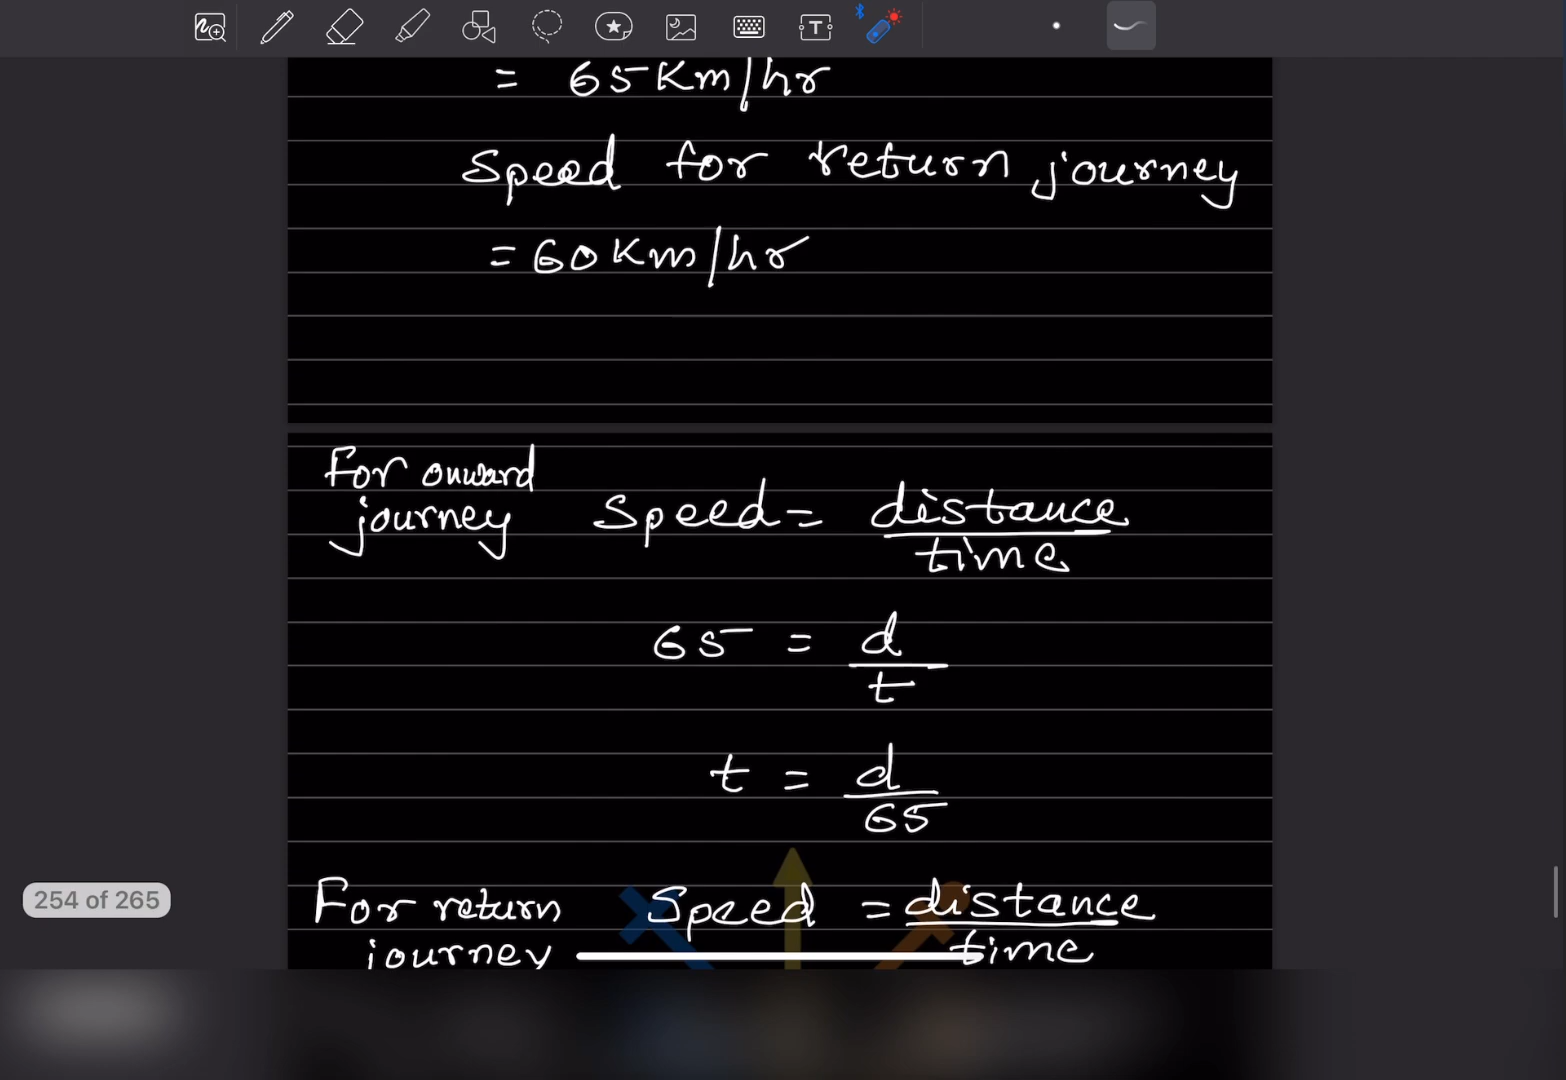 = 65 Km/hr
Speed for return journey
= 60 Km/hr
For onward
journey Speed = distance
time
65 = d
t
t = d
65
254 of 265
For return Speed = distance
journey time